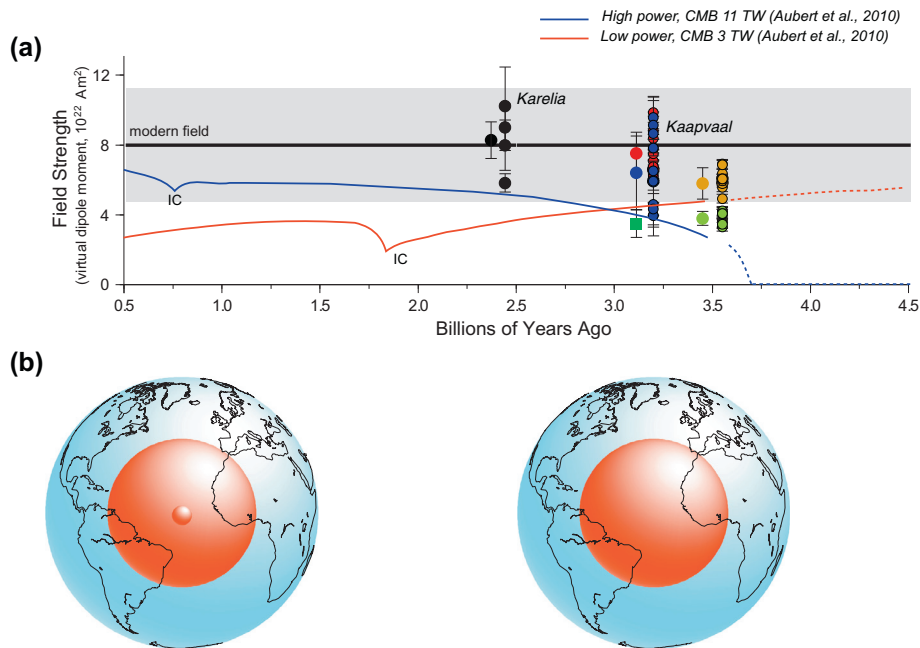 High power, CMB 11 TW (Aubert et al., 2010)
Low power, CMB 3 TW (Aubert et al., 2010)
(a)
Field Strength
(virtual dipole moment, 10²² Am²)
12
8
4
0
modern field
Karelia
Kaapvaal
IC
IC
0.5
1.0
1.5
2.0
2.5
3.0
3.5
4.0
4.5
Billions of Years Ago
(b)